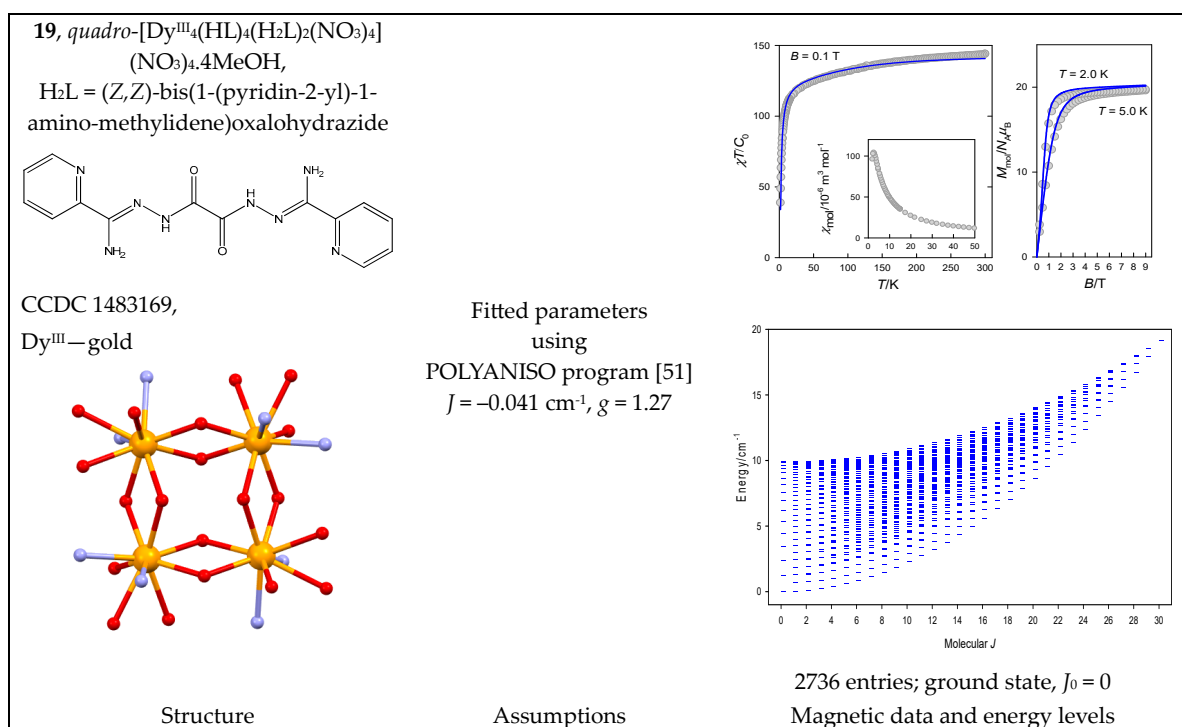 19, quadro-[Dyᴵᴵᴵ₄(HL)₄(H₂L)₂(NO₃)₄]
(NO₃)₄.4MeOH,
H₂L = (Z,Z)-bis(1-(pyridin-2-yl)-1-
amino-methylidene)oxalohydrazide
N
O
NH₂
H
N
N
N
N
H
NH₂
O
N
CCDC 1483169,
Dyᴵᴵᴵ—gold
Structure
Fitted parameters
using
POLYANISO program [51]
J = –0.041 cm⁻¹, g = 1.27
Assumptions
150
B = 0.1 T
100
50
0
χT/C₀
0 50 100 150 200 250 300
T/K
χmol/10⁻⁶ m³ mol⁻¹
100
50
0
0 10 20 30 40 50
Mmol/NAμB
20
10
0
T = 2.0 K
T = 5.0 K
0 1 2 3 4 5 6 7 8 9
B/T
Energy/cm⁻¹
20
15
10
5
0
0 2 4 6 8 10 12 14 16 18 20 22 24 26 28 30
Molecular J
2736 entries; ground state, J₀ = 0
Magnetic data and energy levels